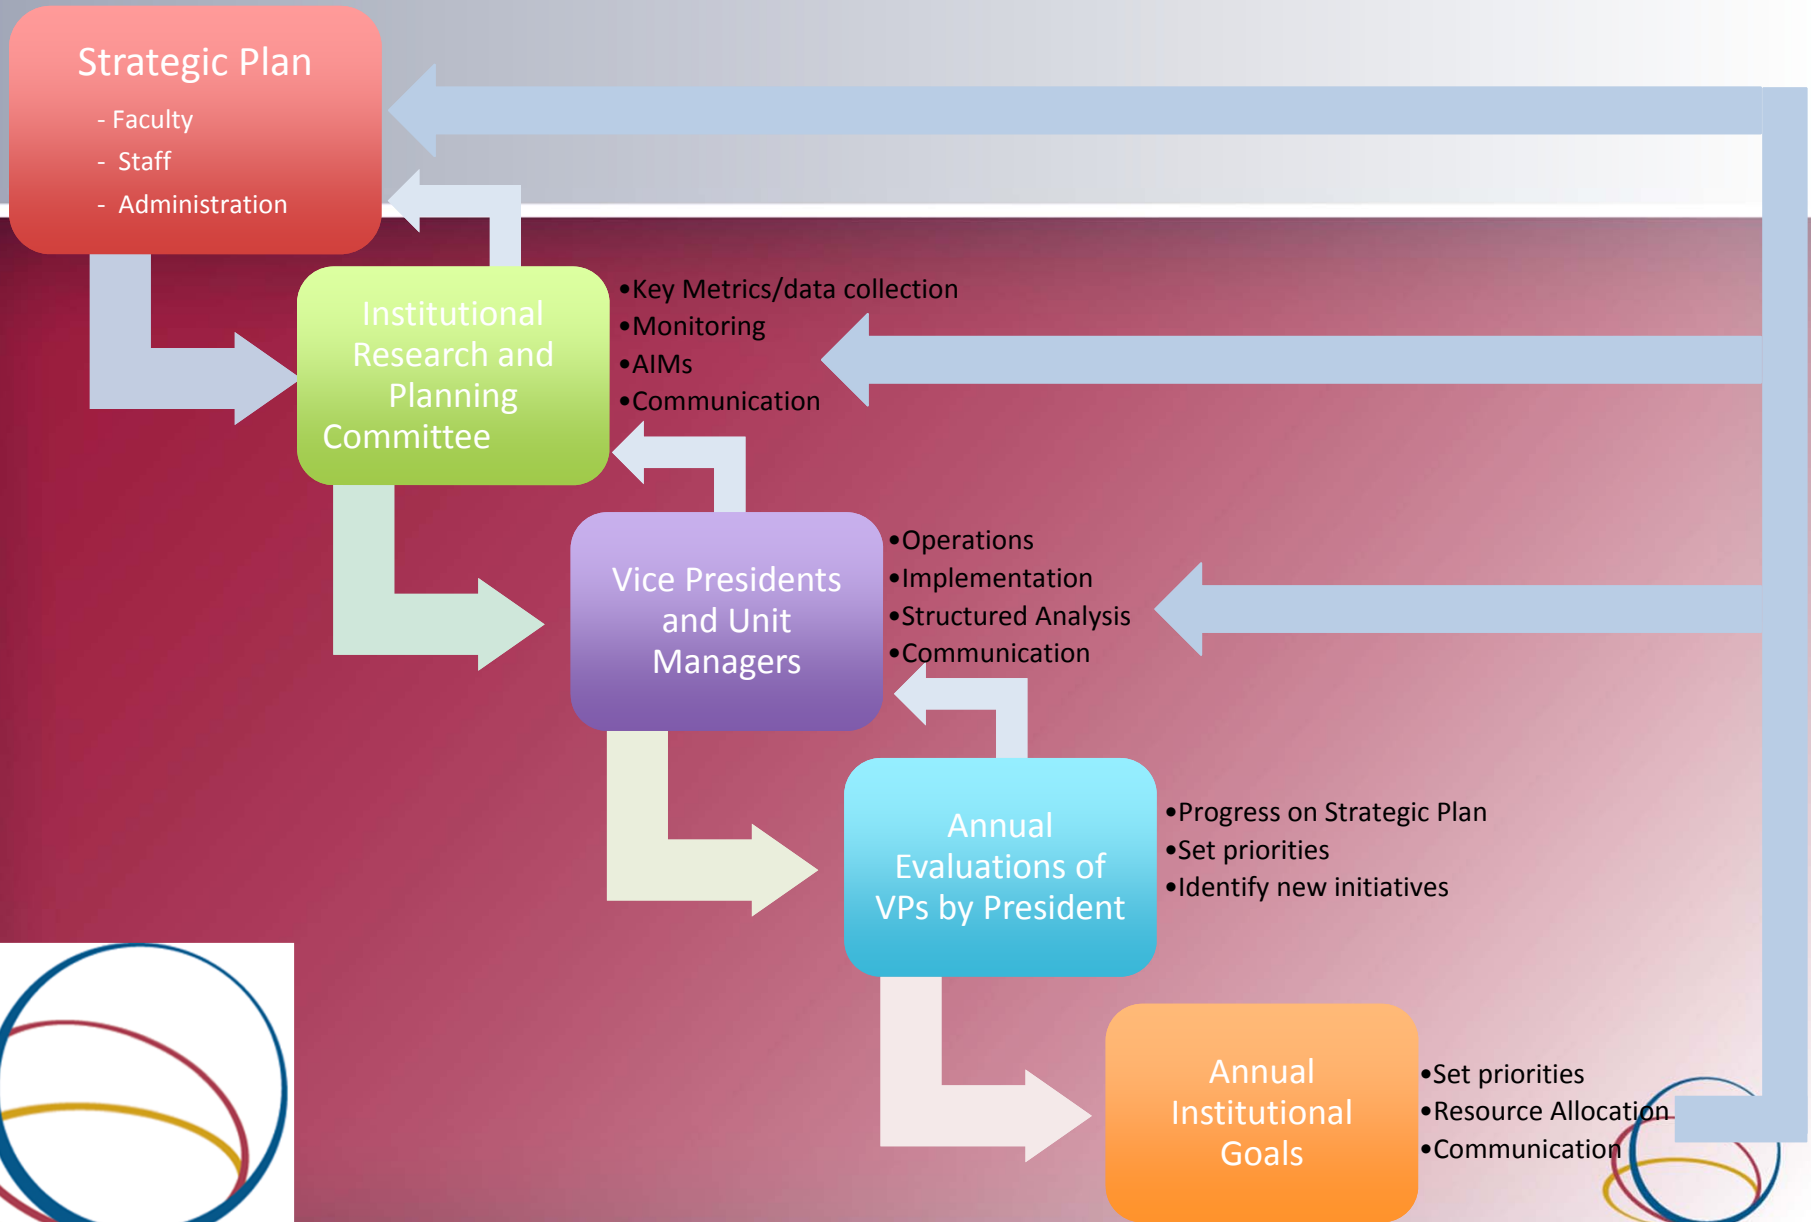 Strategic Plan
- Faculty
- Staff
- Administration
Institutional
Research and
Planning
Committee
•Key Metrics/data collection
•Monitoring
•AIMs
•Communication
Vice Presidents
and Unit
Managers
•Operations
•Implementation
•Structured Analysis
•Communication
Annual
Evaluations of
VPs by President
•Progress on Strategic Plan
•Set priorities
•Identify new initiatives
Annual
Institutional
Goals
•Set priorities
•Resource Allocation
•Communication